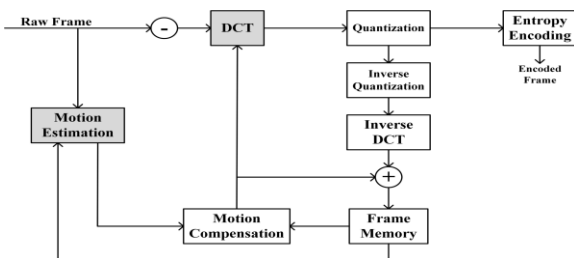 Raw Frame
-
DCT
Quantization
Entropy
Encoding
Encoded
Frame
Inverse
Quantization
Motion
Estimation
Inverse
DCT
+
Motion
Compensation
Frame
Memory